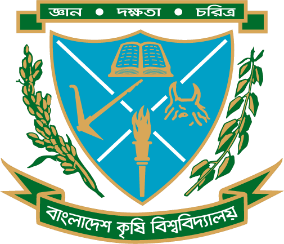 জ্ঞান • দক্ষতা • চরিত্র
বাংলাদেশ কৃষি বিশ্ববিদ্যালয়